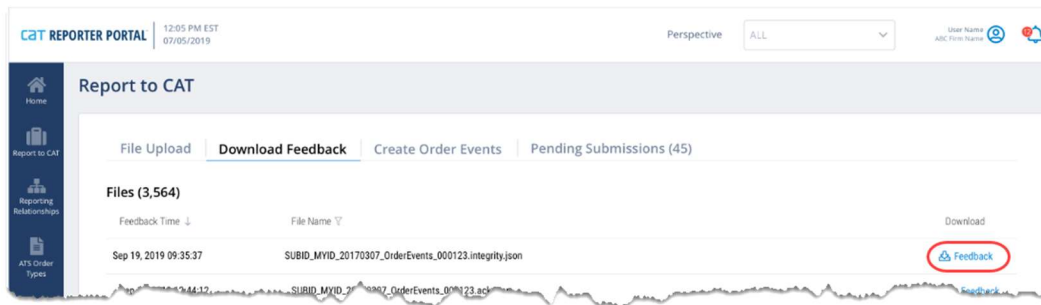 CAT REPORTER PORTAL
12:05 PM EST
07/05/2019
Perspective
ALL
User Name
ABC Firm Name
12
Home
Report to CAT
Reporting
Relationships
ATS Order
Types
Report to CAT
File Upload
Download Feedback
Create Order Events
Pending Submissions (45)
Files (3,564)
Feedback Time ↓
File Name
Download
Sep 19, 2019 09:35:37
SUBID_MYID_20170307_OrderEvents_000123.integrity.json
Feedback
Feedback